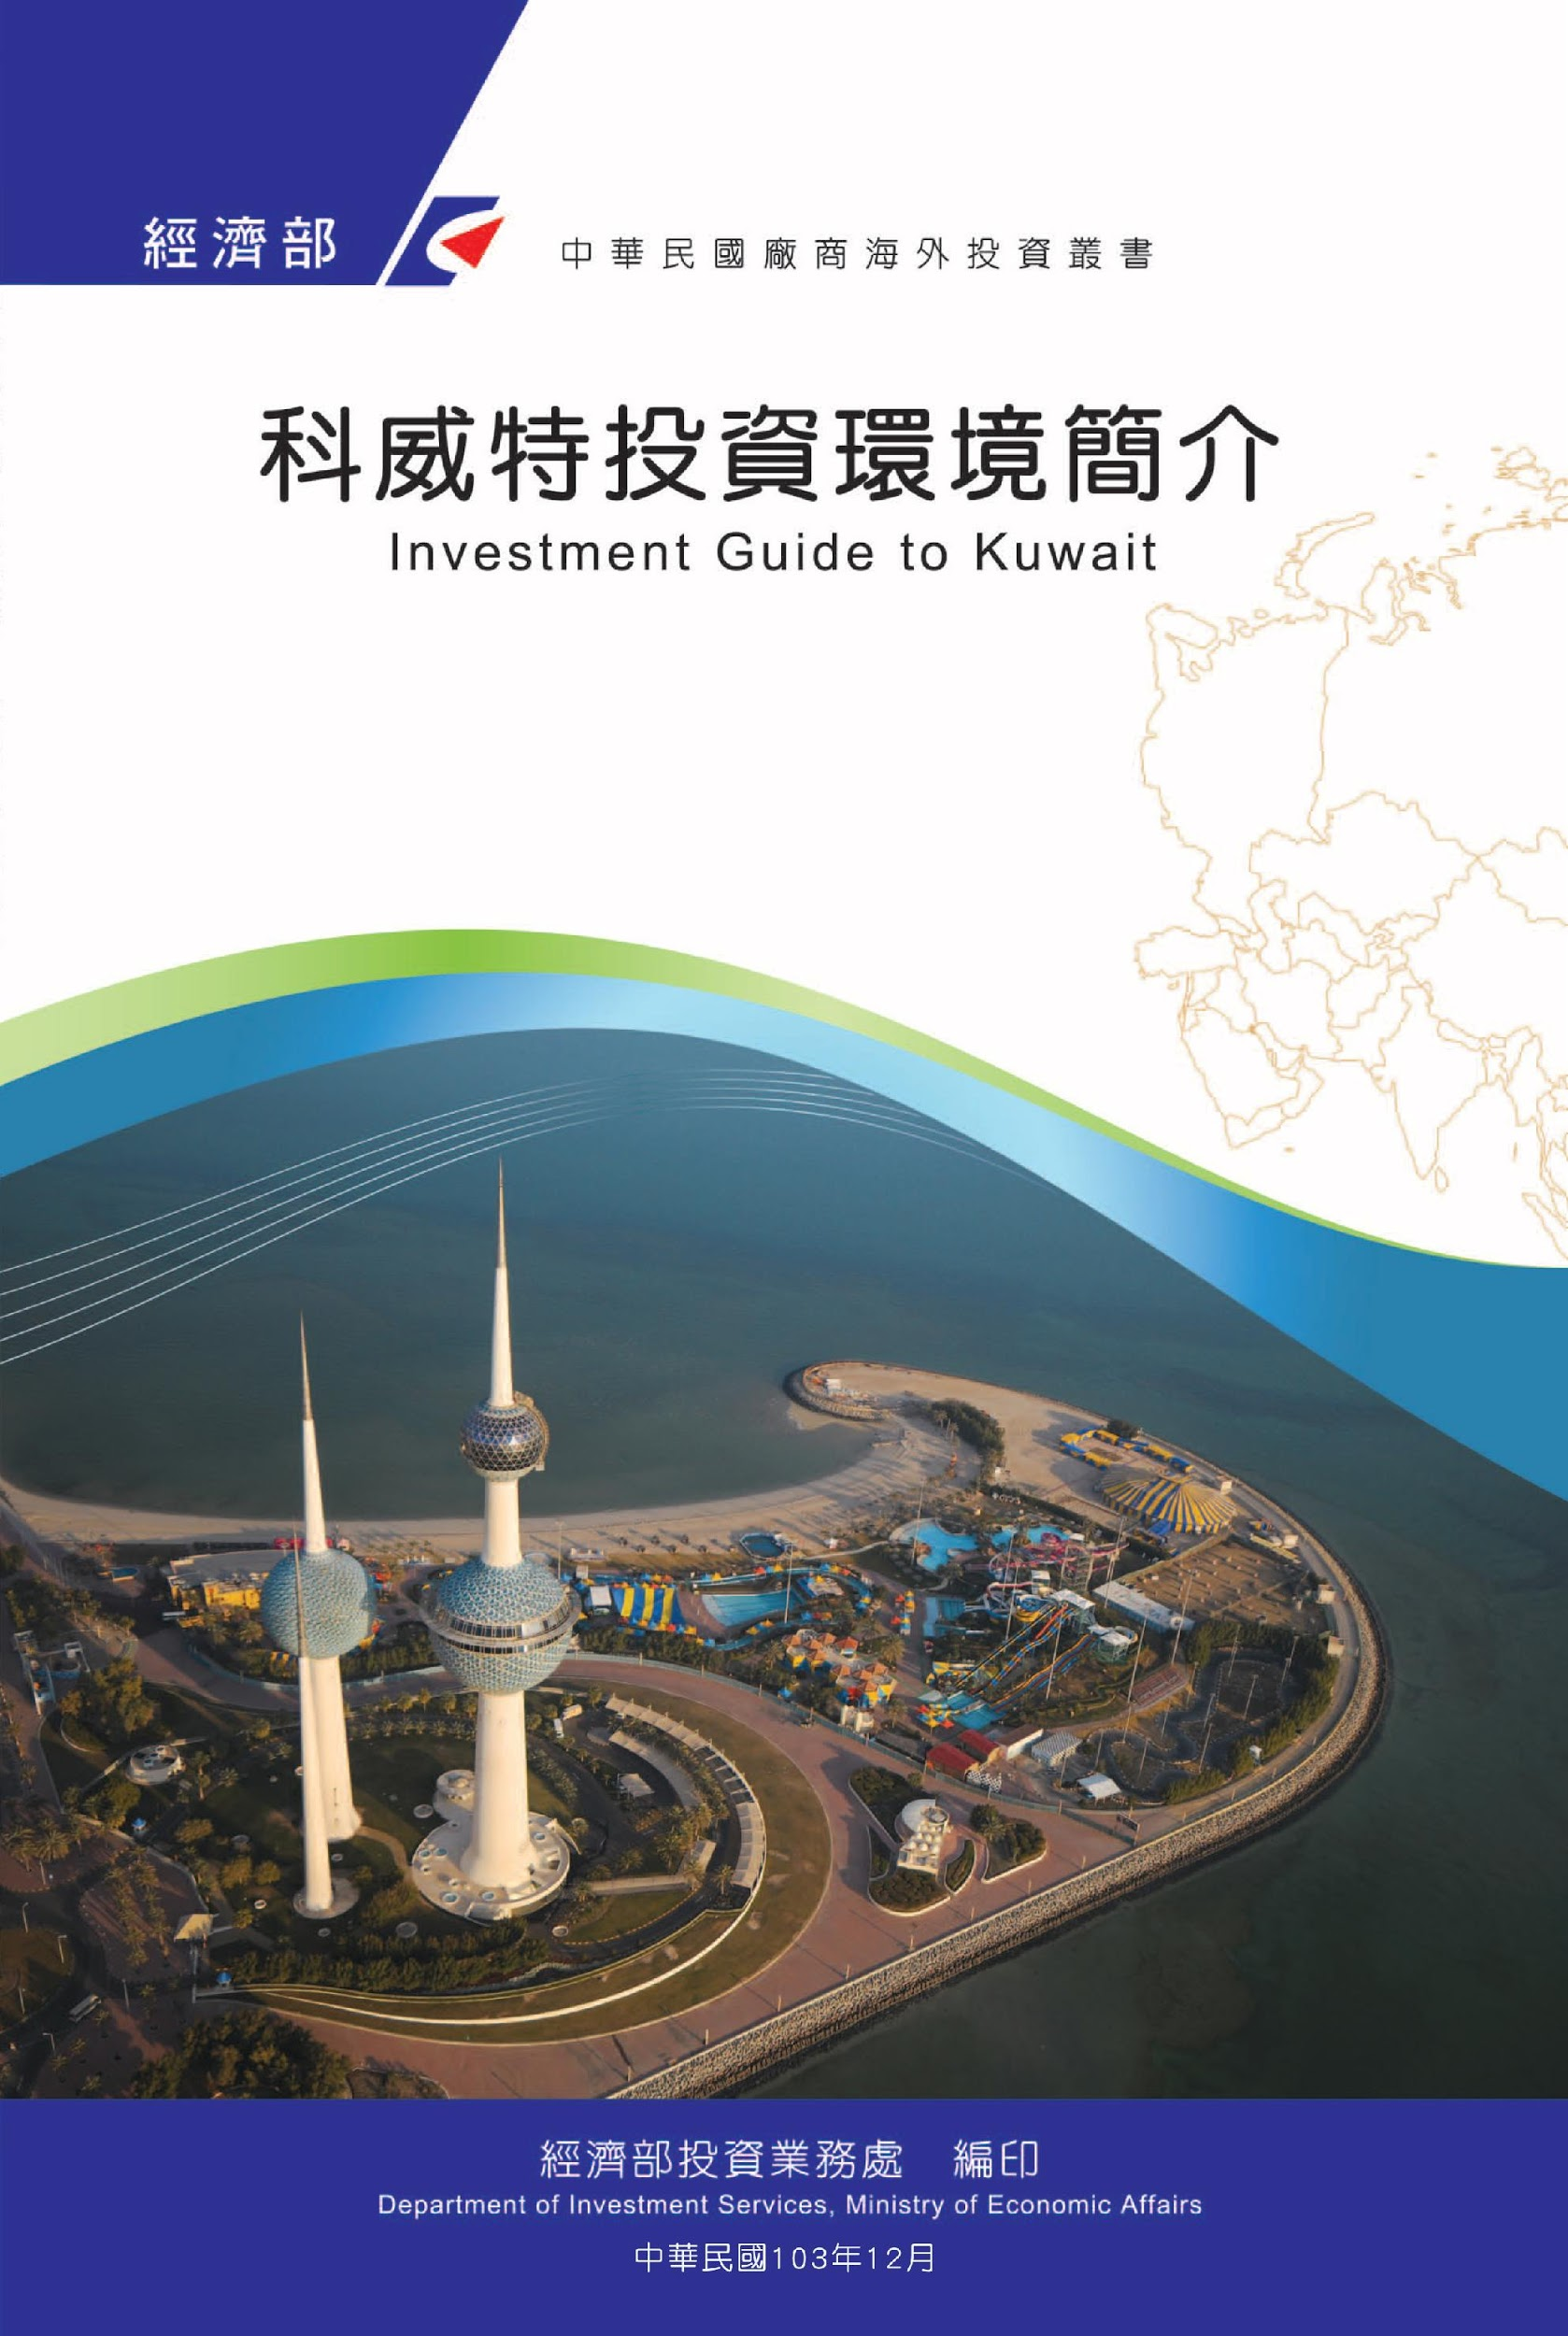 經濟部
中華民國廠商海外投資叢書
科威特投資環境簡介
Investment Guide to Kuwait
經濟部投資業務處 編印
Department of Investment Services, Ministry of Economic Affairs
中華民國103年12月